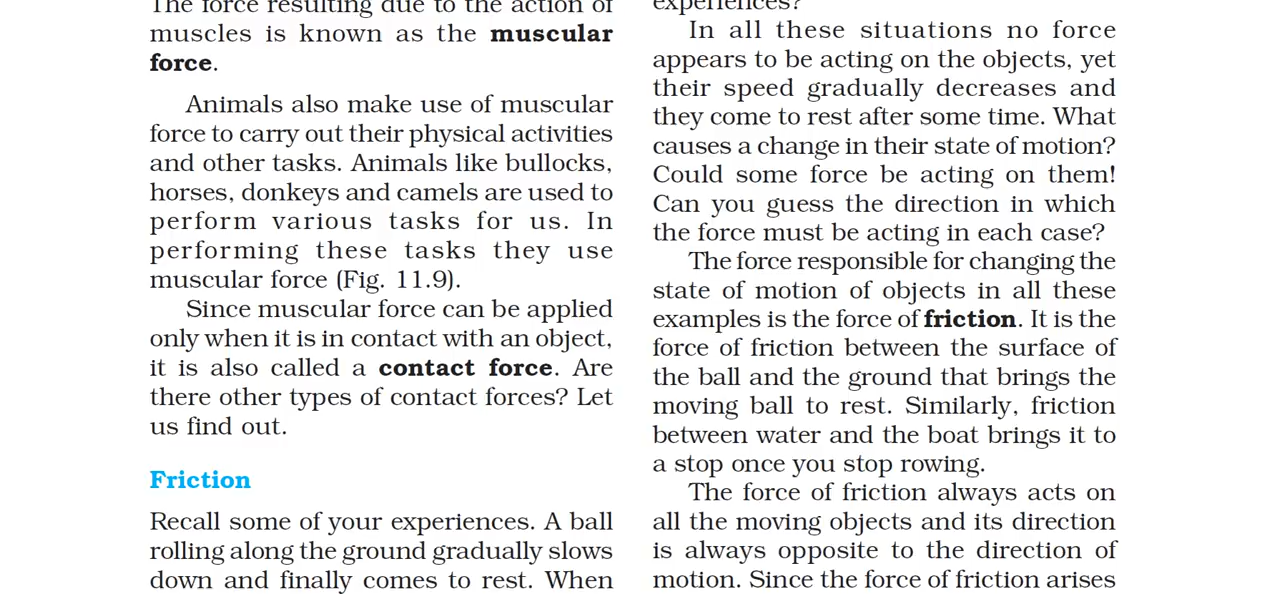 The force resulting due to the action of
muscles is known as the muscular
force.
Animals also make use of muscular
force to carry out their physical activities
and other tasks. Animals like bullocks,
horses, donkeys and camels are used to
perform various tasks for us. In
performing these tasks they use
muscular force (Fig. 11.9).
Since muscular force can be applied
only when it is in contact with an object,
it is also called a contact force. Are
there other types of contact forces? Let
us find out.
Friction
Recall some of your experiences. A ball
rolling along the ground gradually slows
down and finally comes to rest. When
experiences?
In all these situations no force
appears to be acting on the objects, yet
their speed gradually decreases and
they come to rest after some time. What
causes a change in their state of motion?
Could some force be acting on them!
Can you guess the direction in which
the force must be acting in each case?
The force responsible for changing the
state of motion of objects in all these
examples is the force of friction. It is the
force of friction between the surface of
the ball and the ground that brings the
moving ball to rest. Similarly, friction
between water and the boat brings it to
a stop once you stop rowing.
The force of friction always acts on
all the moving objects and its direction
is always opposite to the direction of
motion. Since the force of friction arises